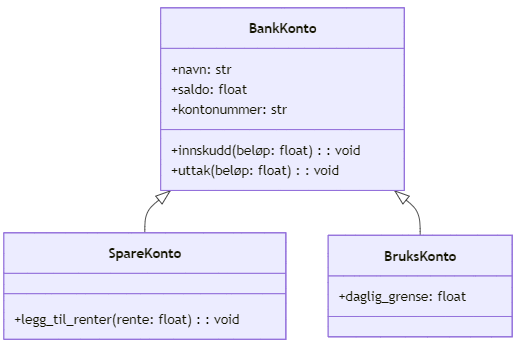 BankKonto
+navn: str
+saldo: float
+kontonummer: str
+innskudd(beløp: float) : : void
+uttak(beløp: float) : : void
SpareKonto
+legg_til_renter(rente: float) : : void
BruksKonto
+daglig_grense: float